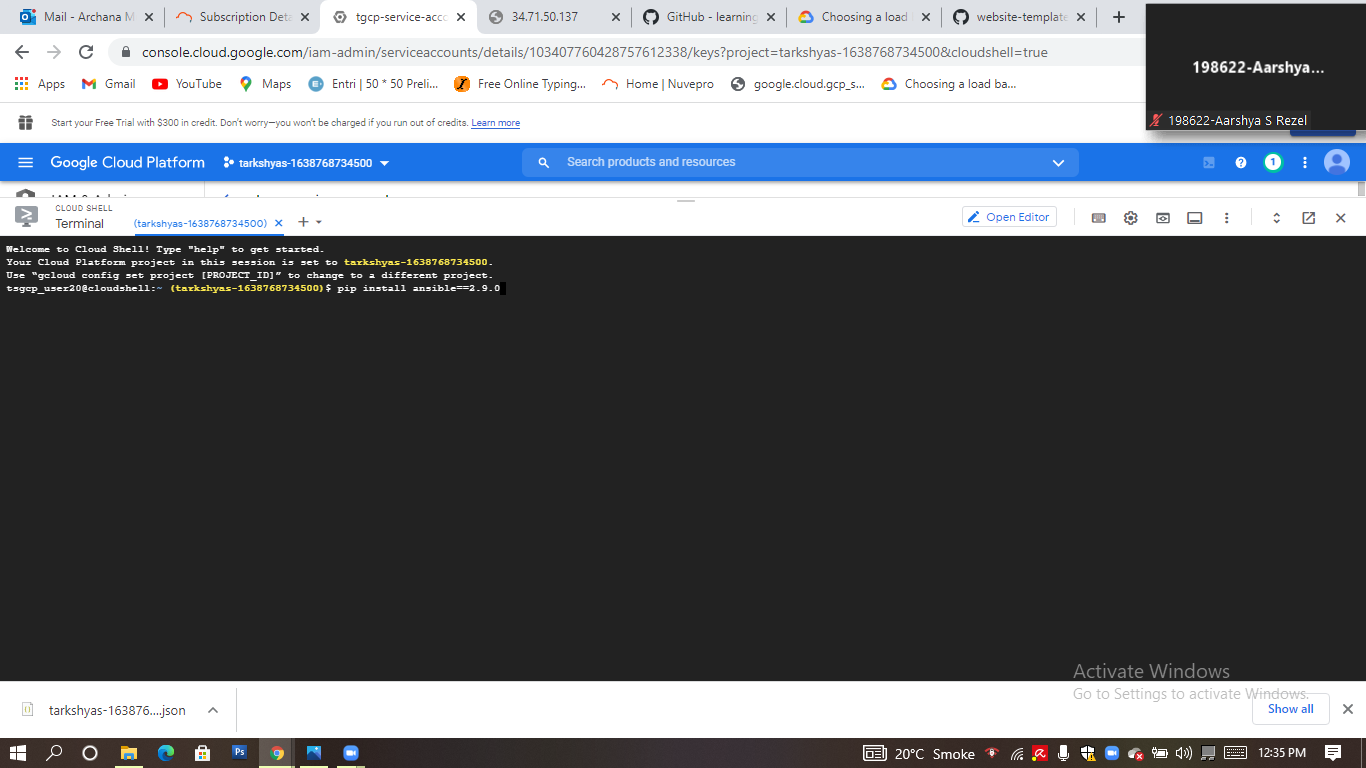 Mail - Archana M
Subscription Deta
tgcp-service-acco
34.71.50.137
GitHub - learning
Choosing a load
website-template
console.cloud.google.com/iam-admin/serviceaccounts/details/103407760428757612338/keys?project=tarkshyas-1638768734500&cloudshell=true
Apps
Gmail
YouTube
Maps
Entri | 50 * 50 Preli...
Free Online Typing...
Home | Nuvepro
google.cloud.gcp_s...
Choosing a load ba...
198622-Aarshya...
198622-Aarshya S Rezel
Start your Free Trial with $300 in credit. Don't worry—you won't be charged if you run out of credits. Learn more
Google Cloud Platform
tarkshyas-1638768734500
Search products and resources
1
CLOUD SHELL
Terminal
(tarkshyas-1638768734500)
Open Editor
Welcome to Cloud Shell! Type "help" to get started.
Your Cloud Platform project in this session is set to tarkshyas-1638768734500.
Use “gcloud config set project [PROJECT_ID]” to change to a different project.
tsgcp_user20@cloudshell:~ (tarkshyas-1638768734500)$ pip install ansible==2.9.0
Activate Windows
Go to Settings to activate Windows.
tarkshyas-163876....json
Show all
Ps
20°C Smoke
12:35 PM